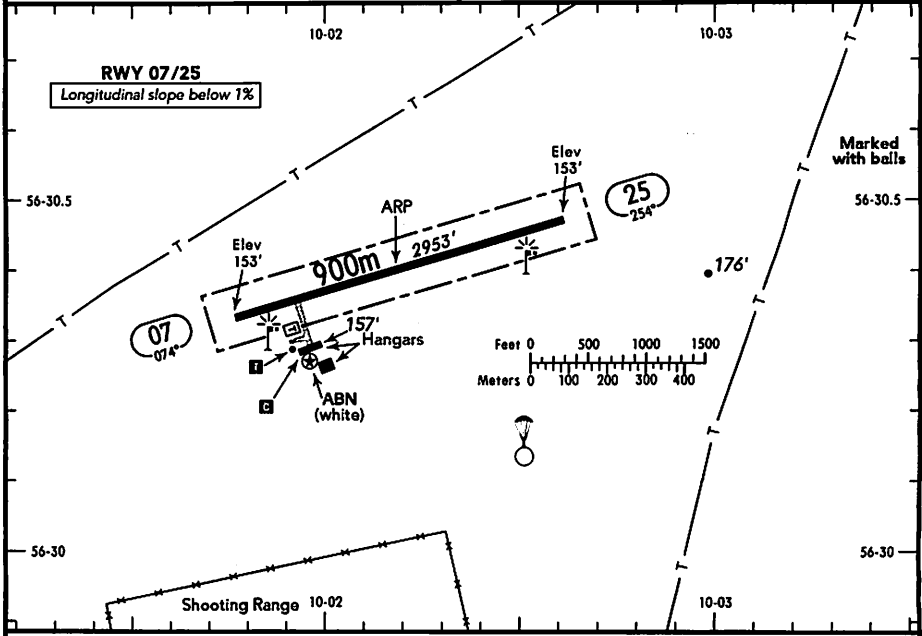 10-02
10-03
RWY 07/25
Longitudinal slope below 1%
T
T
T
T
T
T
Marked
with balls
Elev
153'
25
254°
56-30.5
56-30.5
ARP
2953'
900m
Elev
153'
176'
T
T
07
074°
T
157'
Hangars
I
C
ABN
(white)
Feet 0 500 1000 1500
Meters 0 100 200 300 400
T
56-30
56-30
T
Shooting Range
10-02
10-03